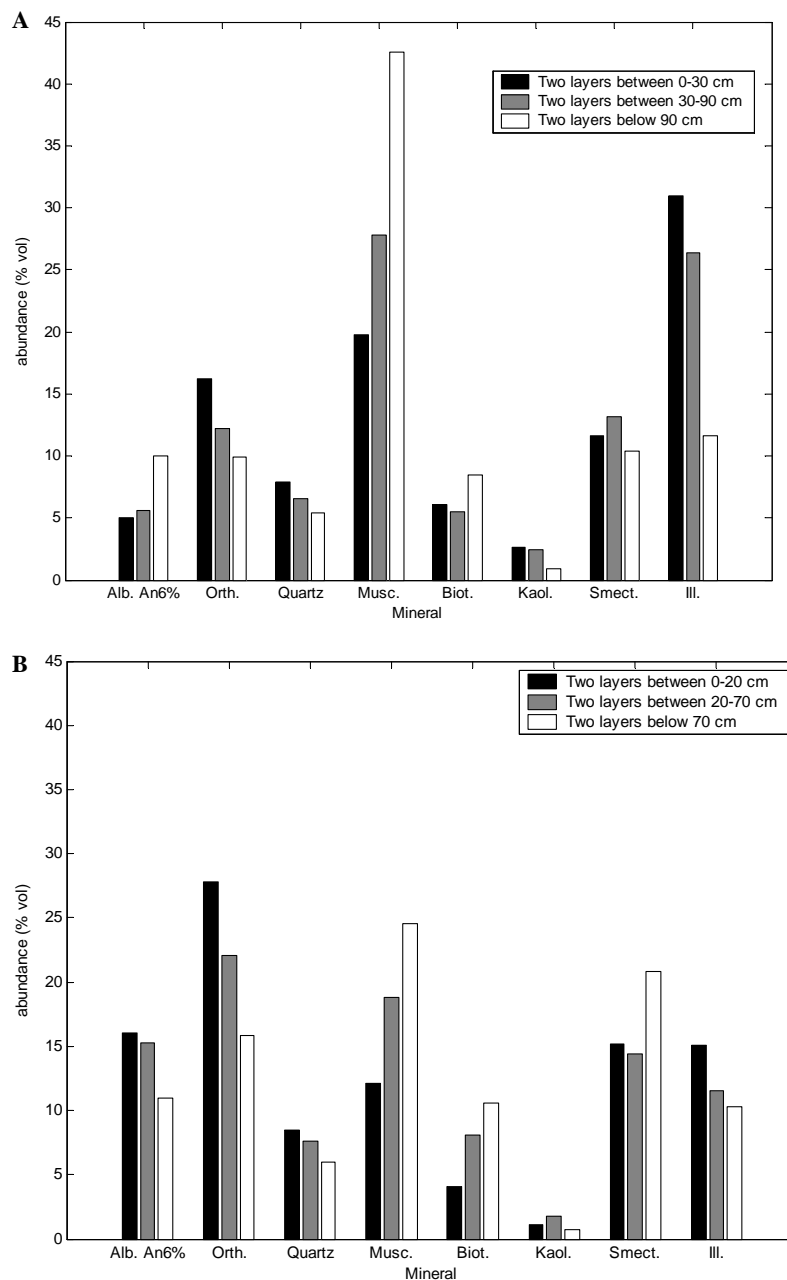 A
45
40
35
30
25
20
15
10
5
0
abundance (% vol)
Two layers between 0-30 cm
Two layers between 30-90 cm
Two layers below 90 cm
Alb. An6% Orth. Quartz Musc. Biot. Kaol. Smect. Ill.
Mineral
B
45
40
35
30
25
20
15
10
5
0
abundance (% vol)
Two layers between 0-20 cm
Two layers between 20-70 cm
Two layers below 70 cm
Alb. An6% Orth. Quartz Musc. Biot. Kaol. Smect. Ill.
Mineral